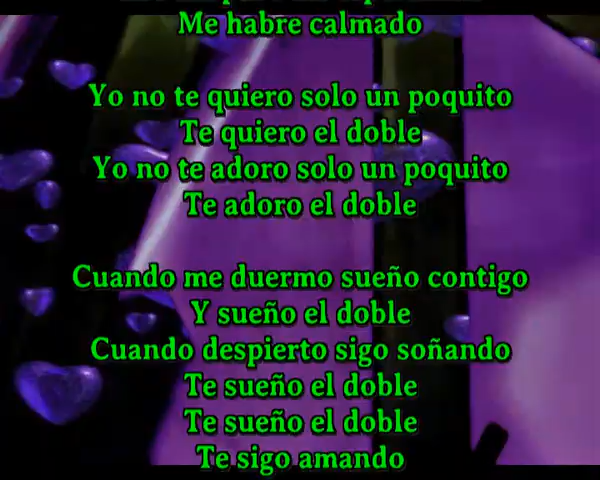 Me habre calmado
Yo no te quiero solo un poquito
Te quiero el doble
Yo no te adoro solo un poquito
Te adoro el doble
Cuando me duermo sueño contigo
Y sueño el doble
Cuando despierto sigo soñando
Te sueño el doble
Te sueño el doble
Te sigo amando